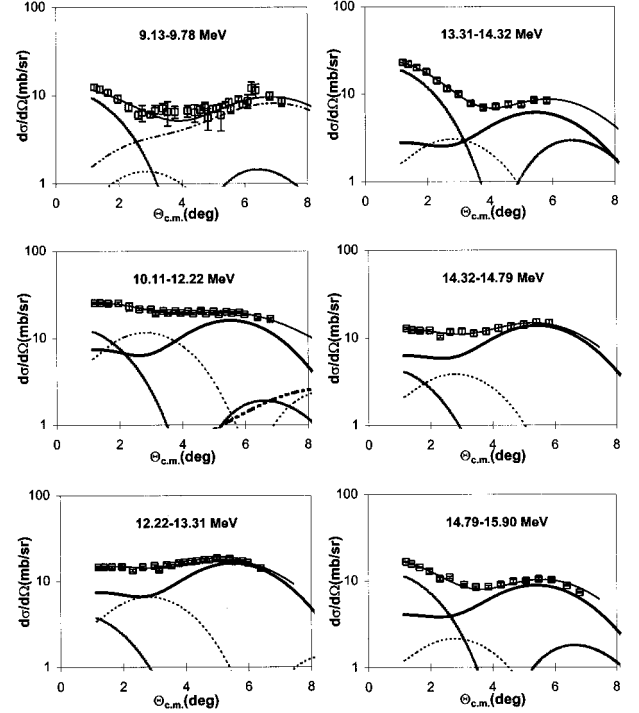 9.13-9.78 MeV
dσ/dΩ(mb/sr)
100
10
1
0 2 4 6 8
Θc.m.(deg)
13.31-14.32 MeV
dσ/dΩ(mb/sr)
100
10
1
0 2 4 6 8
Θc.m.(deg)
10.11-12.22 MeV
dσ/dΩ(mb/sr)
100
10
1
0 2 4 6 8
Θc.m.(deg)
14.32-14.79 MeV
dσ/dΩ(mb/sr)
100
10
1
0 2 4 6 8
Θc.m.(deg)
12.22-13.31 MeV
dσ/dΩ(mb/sr)
100
10
1
0 2 4 6 8
Θc.m.(deg)
14.79-15.90 MeV
dσ/dΩ(mb/sr)
100
10
1
0 2 4 6 8
Θc.m.(deg)